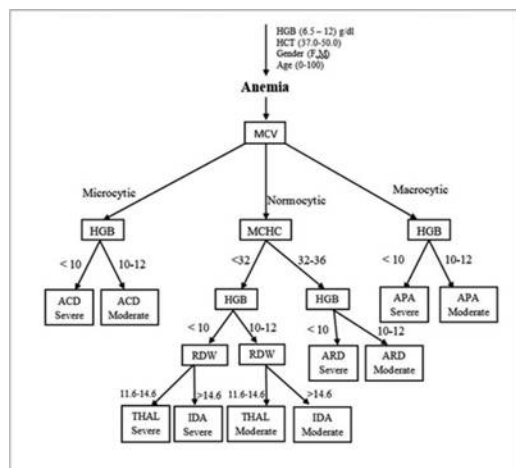 HGB (6.5 – 12) g/dl
HCT (37.0-50.0)
Gender (F,M)
Age (0-100)
Anemia
MCV
Microcytic
Normocytic
Macrocytic
HGB
MCHC
HGB
< 10
10-12
<32
32-36
< 10
10-12
ACD
Severe
ACD
Moderate
HGB
HGB
APA
Severe
APA
Moderate
< 10
10-12
< 10
10-12
RDW
RDW
ARD
Severe
ARD
Moderate
11.6-14.6
>14.6
11.6-14.6
>14.6
THAL
Severe
IDA
Severe
THAL
Moderate
IDA
Moderate